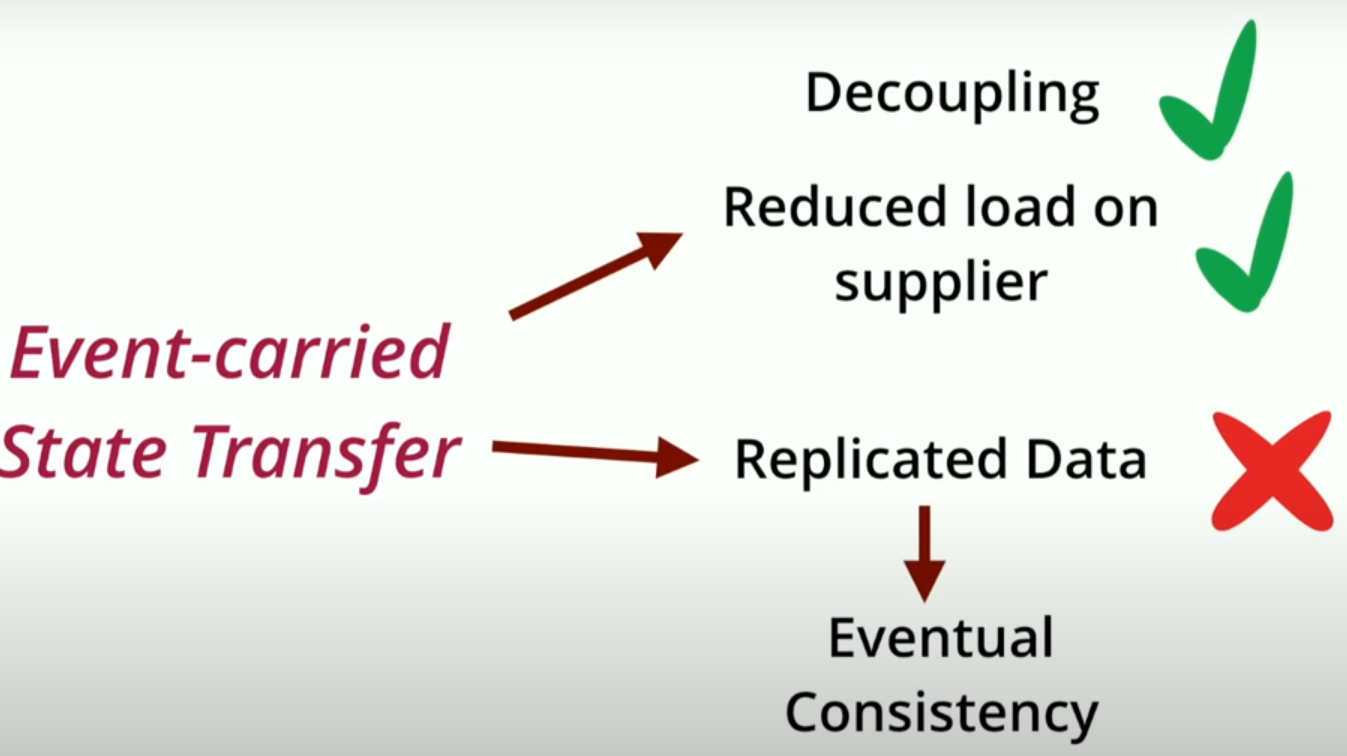 Decoupling
Reduced load on
supplier
Event-carried
State Transfer
Replicated Data
Eventual
Consistency